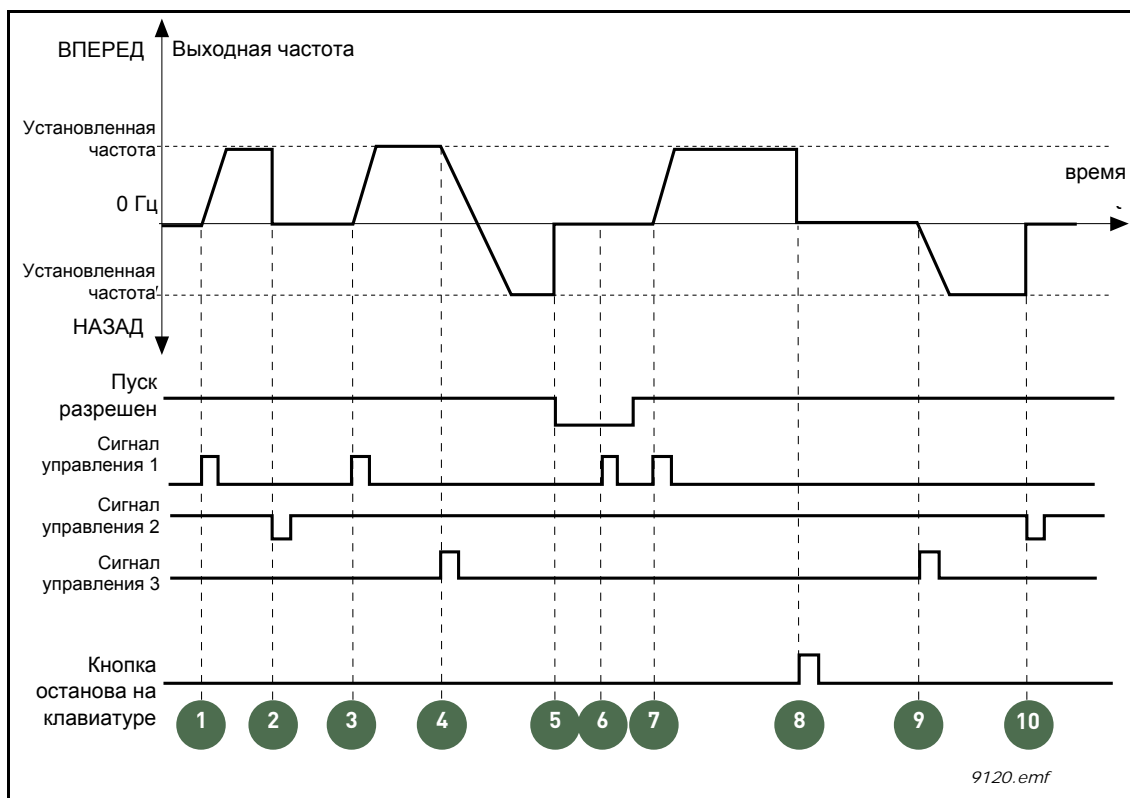 ВПЕРЕД
Выходная частота
Установленная
частота
время
0 Гц
Установленная
частота
НАЗАД
Пуск
разрешен
Сигнал
управления 1
Сигнал
управления 2
Сигнал
управления 3
Кнопка
останова на
клавиатуре
1 2 3 4 5 6 7 8 9 10
9120.emf